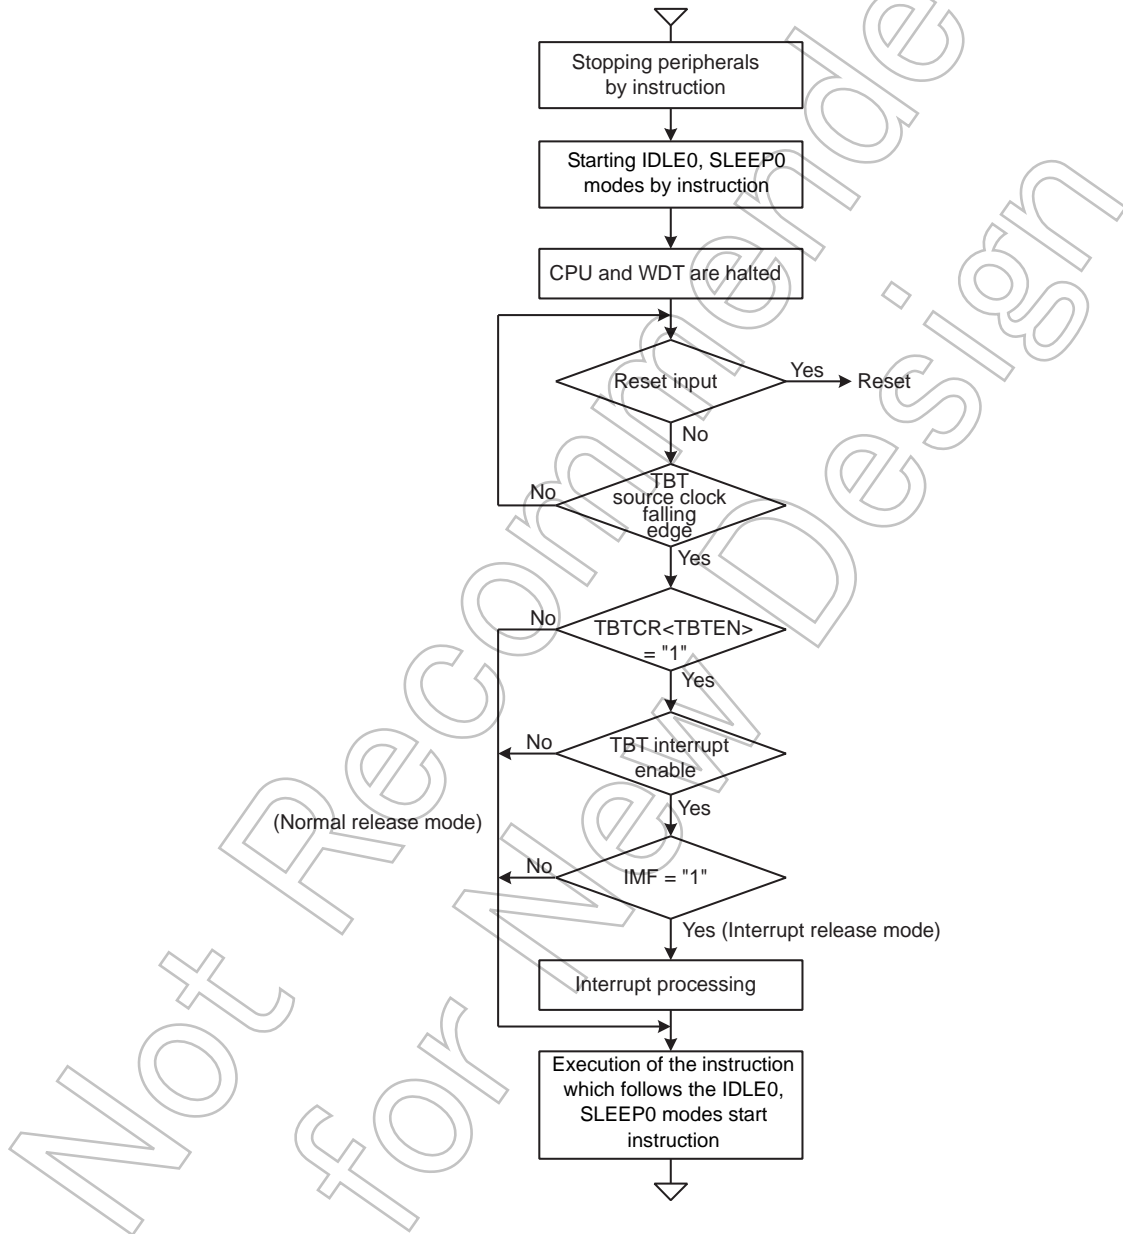 Stopping peripherals
by instruction
Starting IDLE0, SLEEP0
modes by instruction
CPU and WDT are halted
Reset input
Yes
Reset
No
TBT
source clock
falling
edge
No
Yes
TBTCR<TBTEN>
= "1"
No
Yes
TBT interrupt
enable
No
Yes
(Normal release mode)
IMF = "1"
No
Yes (Interrupt release mode)
Interrupt processing
Execution of the instruction
which follows the IDLE0,
SLEEP0 modes start
instruction
Not Recommende
for New Design